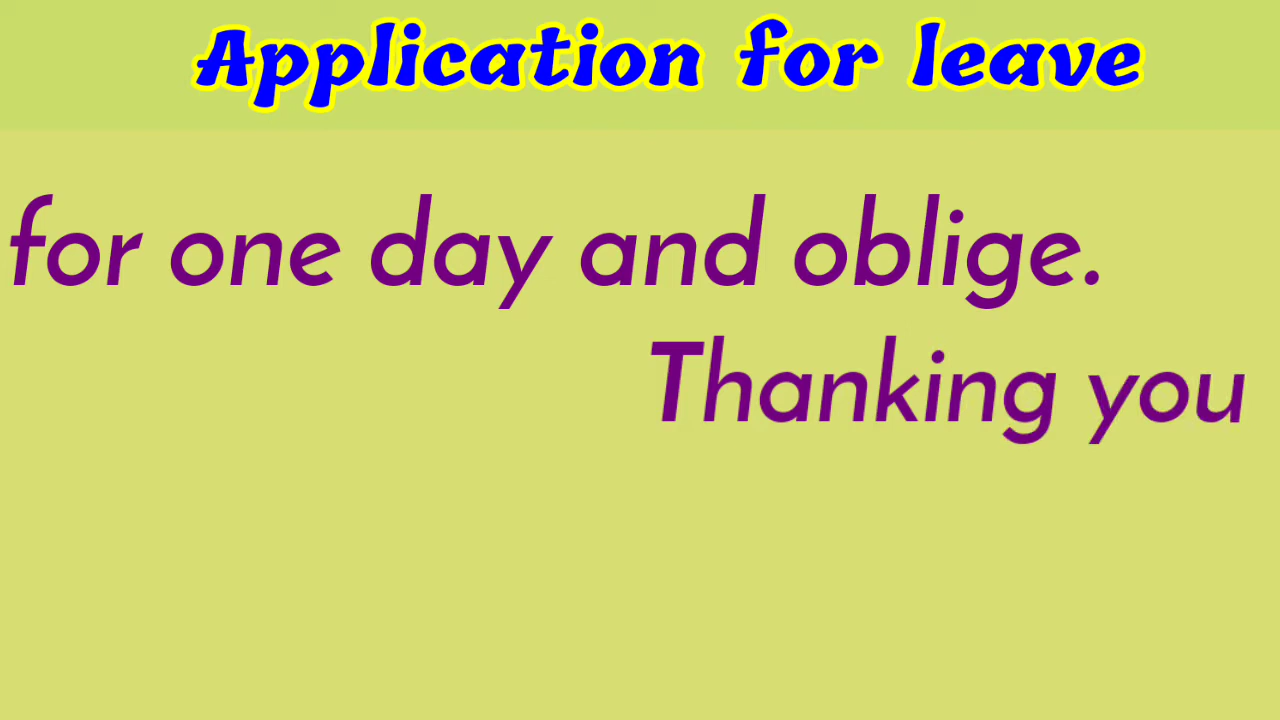 Application for leave
for one day and oblige.
Thanking you